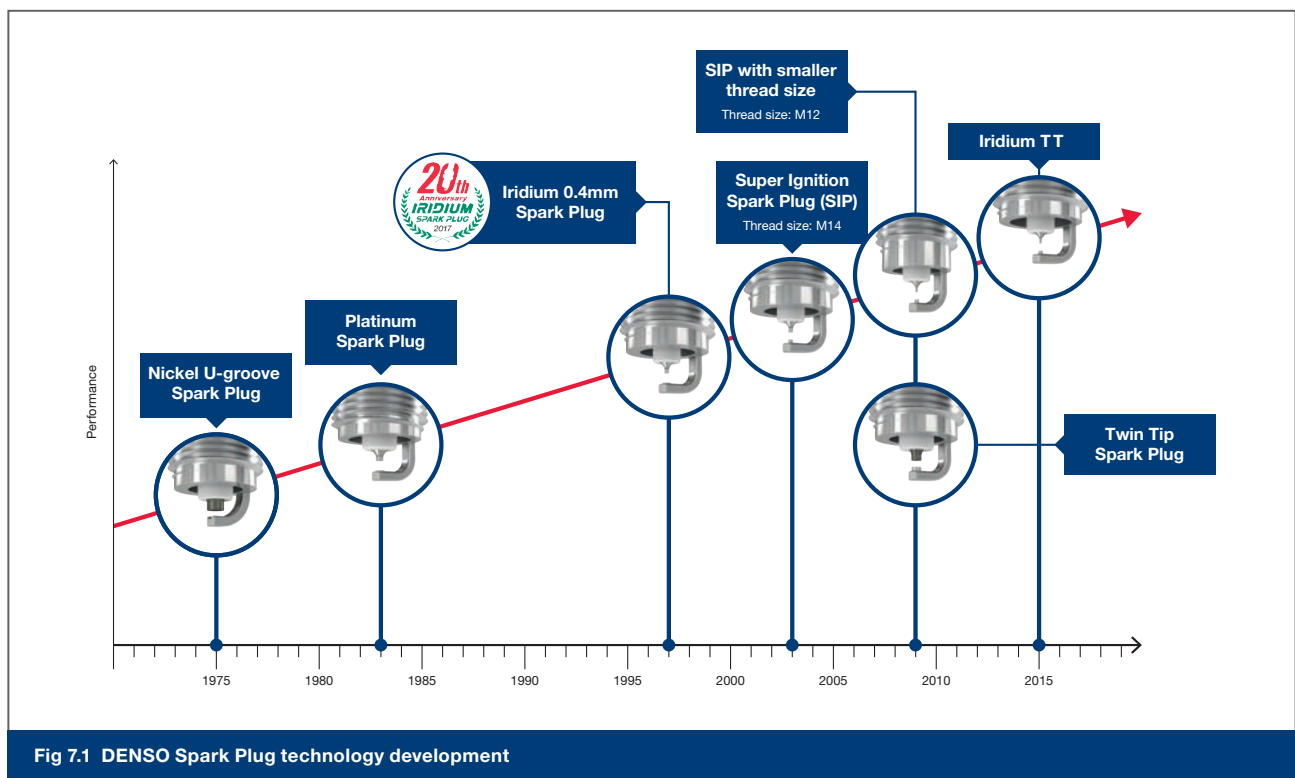 SIP with smaller
thread size
Thread size: M12
Iridium TT
20th
Anniversary
IRIDIUM
SPARK PLUG
2017
Iridium 0.4mm
Spark Plug
Super Ignition
Spark Plug (SIP)
Thread size: M14
Platinum
Spark Plug
Nickel U-groove
Spark Plug
Performance
Twin Tip
Spark Plug
1975 1980 1985 1990 1995 2000 2005 2010 2015
Fig 7.1 DENSO Spark Plug technology development